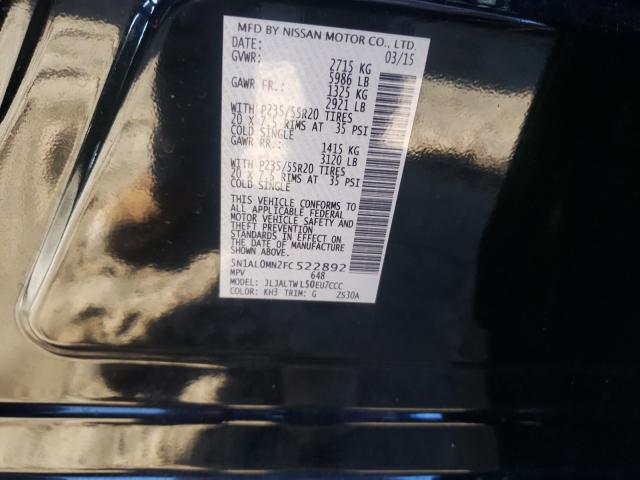 MFD BY NISSAN MOTOR CO., LTD.
DATE: 03/15
GVWR: 2715 KG
5986 LB
GAWR FR.: 1325 KG
2921 LB
WITH P235/55R20 TIRES
20 X 7.5 RIMS AT 35 PSI
COLD SINGLE
GAWR RR.: 1415 KG
3120 LB
WITH P235/55R20 TIRES
20 X 7.5 RIMS AT 35 PSI
COLD SINGLE
THIS VEHICLE CONFORMS TO
ALL APPLICABLE FEDERAL
MOTOR VEHICLE SAFETY AND
THEFT PREVENTION
STANDARDS IN EFFECT ON
THE DATE OF MANUFACTURE
SHOWN ABOVE.
5N1AL0MN2FC522892
MPV 648
MODEL: JLJALTWL50EU7CCC
COLOR: KH3 TRIM: G ZS30A